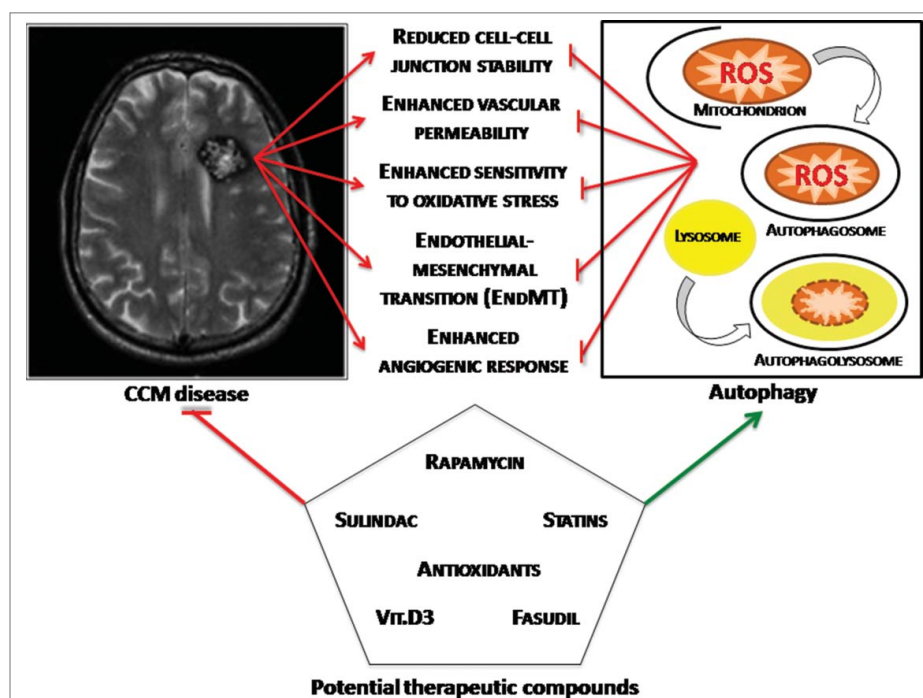 REDUCED CELL-CELL
JUNCTION STABILITY
ENHANCED VASCULAR
PERMEABILITY
ENHANCED SENSITIVITY
TO OXIDATIVE STRESS
ENDOTHELIAL-
MESENCHYMAL
TRANSITION (ENDMT)
ENHANCED
ANGIOGENIC RESPONSE
CCM disease
ROS
MITOCHONDRION
ROS
AUTOPHAGOSOME
LYSOSOME
AUTOPHAGOLYSOSOME
Autophagy
RAPAMYCIN
SULINDAC
STATINS
ANTIOXIDANTS
VIT.D3
FASUDIL
Potential therapeutic compounds